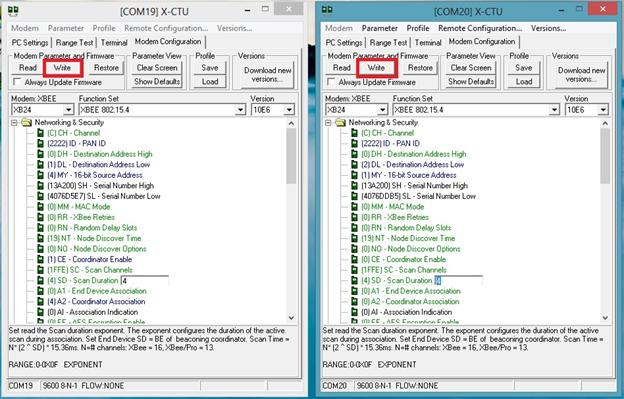 [COM19] X-CTU
Modem Parameter Profile Remote Configuration Versions...
PC Settings Range Test Terminal Modem Configuration
Modem Parameter and Firmware Parameter View Profile Versions
Read Write Restore Clear Screen Save Download new versions...
Always Update Firmware Show Defaults Load
Modem: XBEE Function Set Version
XB24 XBEE 802.15.4 10E6
Networking & Security
(C) CH - Channel
(2222) ID - PAN ID
(0) DH - Destination Address High
DL - Destination Address Low
MY - 16-bit Source Address
(13A200) SH - Serial Number High
(4076D5E7) SL - Serial Number Low
(0) MM - MAC Mode
(0) RR - XBee Retries
(0) RN - Random Delay Slots
(19) NT - Node Discover Time
(0) NO - Node Discover Options
(1) CE - Coordinator Enable
(1FFE) SC - Scan Channels
(4) SD - Scan Duration 4
(0) A1 - End Device Association
(4) A2 - Coordinator Association
(0) AI - Association Indication
Set read the Scan duration exponent. The exponent configures the duration of the active
scan during association. Set End Device SD = BE of beaconing coordinator. Scan Time =
N* (2 ^ SD) * 15.36ms. N=# channels: XBee = 16, XBee/Pro = 13.
RANGE:0-0X0F EXPONENT
COM19 9600 8-N-1 FLOW:NONE
[COM20] X-CTU
Modem Parameter Profile Remote Configuration Versions...
PC Settings Range Test Terminal Modem Configuration
Modem Parameter and Firmware Parameter View Profile Versions
Read Write Restore Clear Screen Save Download new versions...
Always Update Firmware Show Defaults Load
Modem: XBEE Function Set Version
XB24 XBEE 802.15.4 10E6
Networking & Security
(C) CH - Channel
(2222) ID - PAN ID
(0) DH - Destination Address High
DL - Destination Address Low
MY - 16-bit Source Address
(13A200) SH - Serial Number High
(4076DDB5) SL - Serial Number Low
(0) MM - MAC Mode
(0) RR - XBee Retries
(0) RN - Random Delay Slots
(19) NT - Node Discover Time
(0) NO - Node Discover Options
(0) CE - Coordinator Enable
(1FFE) SC - Scan Channels
(4) SD - Scan Duration 4
(0) A1 - End Device Association
(0) A2 - Coordinator Association
(0) AI - Association Indication
Set read the Scan duration exponent. The exponent configures the duration of the active
scan during association. Set End Device SD = BE of beaconing coordinator. Scan Time =
N* (2 ^ SD) * 15.36ms. N=# channels: XBee = 16, XBee/Pro = 13.
RANGE:0-0X0F EXPONENT
COM20 9600 8-N-1 FLOW:NONE